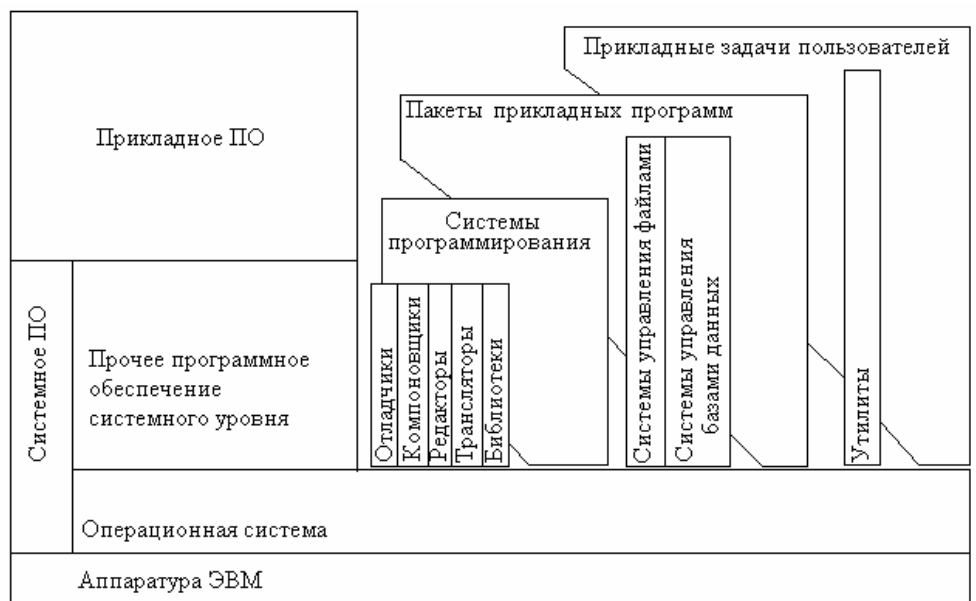 Прикладные задачи пользователей
Пакеты прикладных программ
Прикладное ПО
Системы
программирования
Системы управления файлами
Системы управления
базами данных
Утилиты
Системное ПО
Прочее программное
обеспечение
системного уровня
Отладчики
Компоновщики
Редакторы
Трансляторы
Библиотеки
Операционная система
Аппаратура ЭВМ